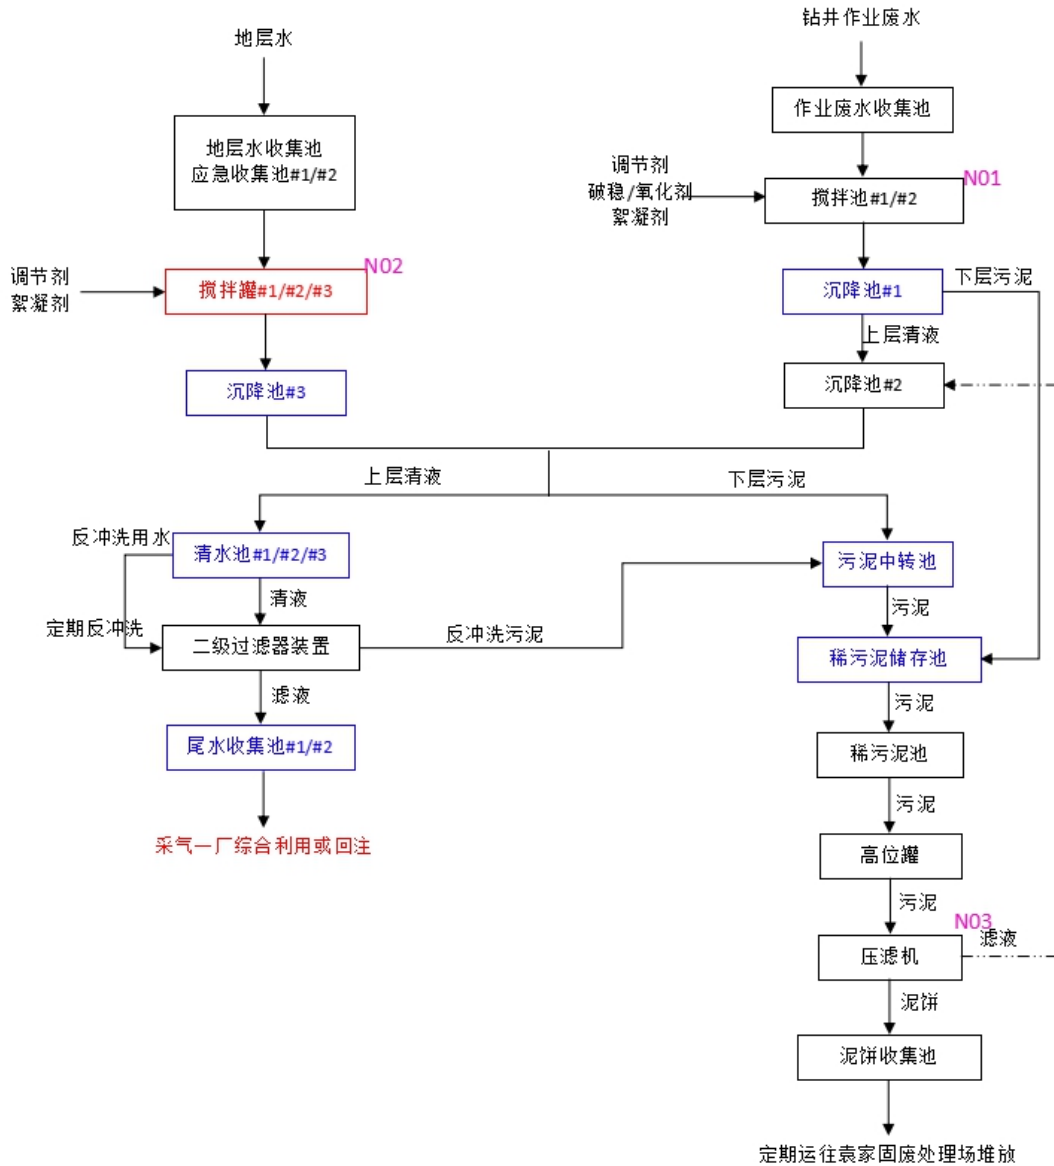 钻井作业废水
地层水
作业废水收集池
地层水收集池
应急收集池#1/#2
调节剂
破稳/氧化剂
絮凝剂
N01
搅拌池#1/#2
N02
调节剂
絮凝剂
搅拌罐#1/#2/#3
沉降池#1
下层污泥
上层清液
沉降池#3
沉降池#2
上层清液
下层污泥
反冲洗用水
清水池#1/#2/#3
污泥中转池
清液
污泥
定期反冲洗
二级过滤器装置
反冲洗污泥
稀污泥储存池
滤液
污泥
尾水收集池#1/#2
稀污泥池
污泥
采气一厂综合利用或回注
高位罐
污泥
N03
滤液
压滤机
泥饼
泥饼收集池
定期运往袁家固废处理场堆放